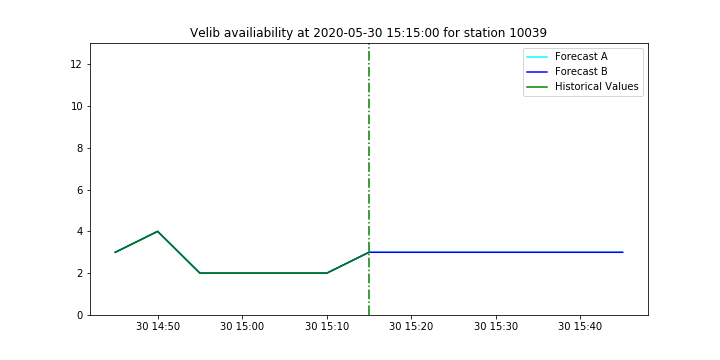 Velib availiability at 2020-05-30 15:15:00 for station 10039
Forecast A
Forecast B
Historical Values
12
10
8
6
4
2
0
30 14:50 30 15:00 30 15:10 30 15:20 30 15:30 30 15:40